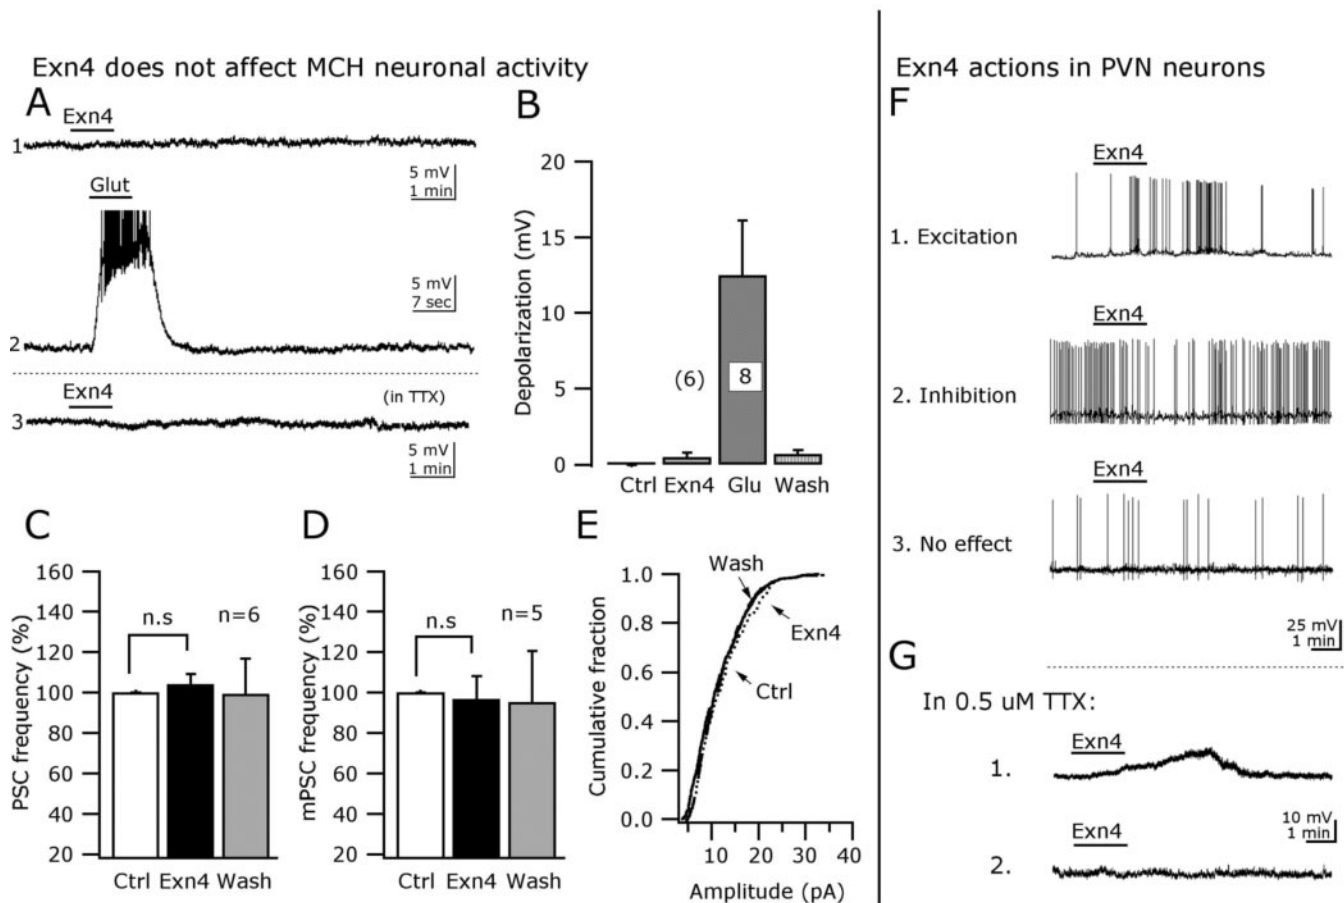 Exn4 does not affect MCH neuronal activity
A
Exn4
1
5 mV
1 min
Glut
5 mV
7 sec
2
Exn4
(in TTX)
3
5 mV
1 min
B
Depolarization (mV)
20
15
10
5
0
(6)
8
Ctrl Exn4 Glu Wash
C
PSC frequency (%)
160
140
120
100
80
60
40
20
n.s n=6
Ctrl Exn4 Wash
D
mPSC frequency (%)
160
140
120
100
80
60
40
20
n.s n=5
Ctrl Exn4 Wash
E
Cumulative fraction
1.0
0.8
0.6
0.4
0.2
0.0
Wash
Exn4
Ctrl
10 20 30 40
Amplitude (pA)
Exn4 actions in PVN neurons
F
Exn4
1. Excitation
Exn4
2. Inhibition
Exn4
3. No effect
25 mV
1 min
G
In 0.5 uM TTX:
Exn4
1.
10 mV
1 min
Exn4
2.